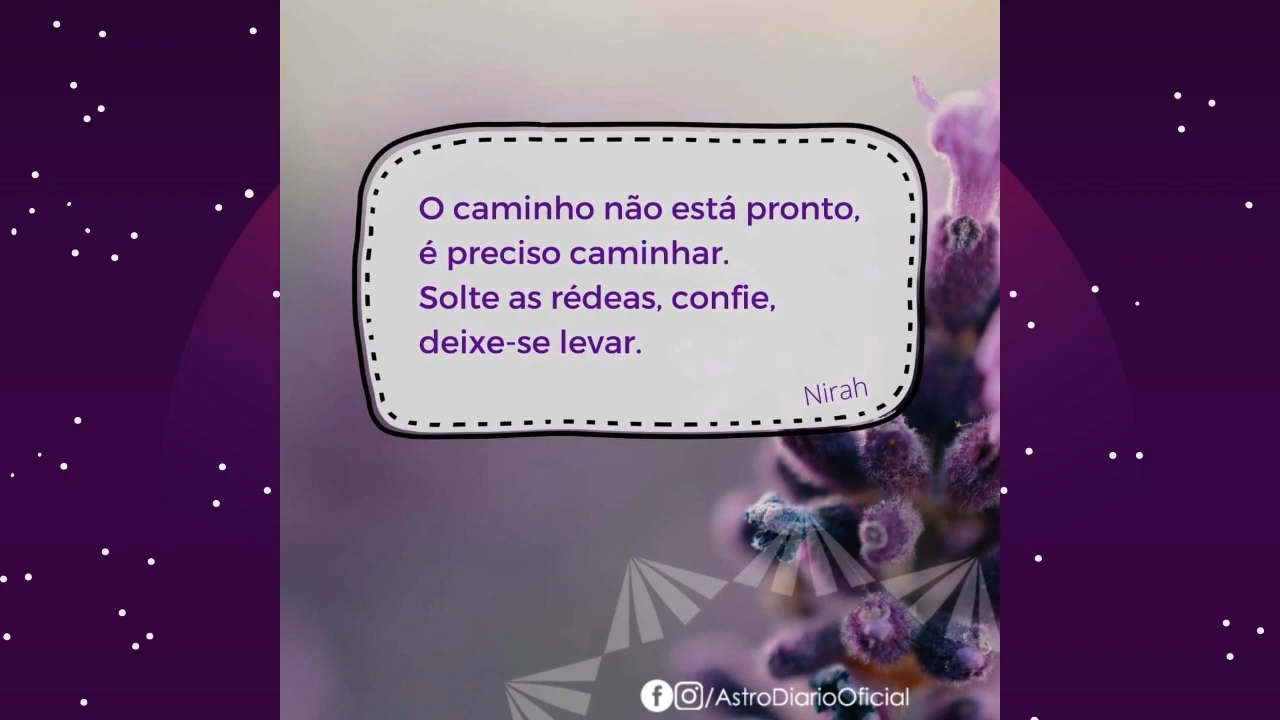 O caminho não está pronto,
é preciso caminhar.
Solte as rédeas, confie,
deixe-se levar.
Nirah
/AstroDiarioOficial